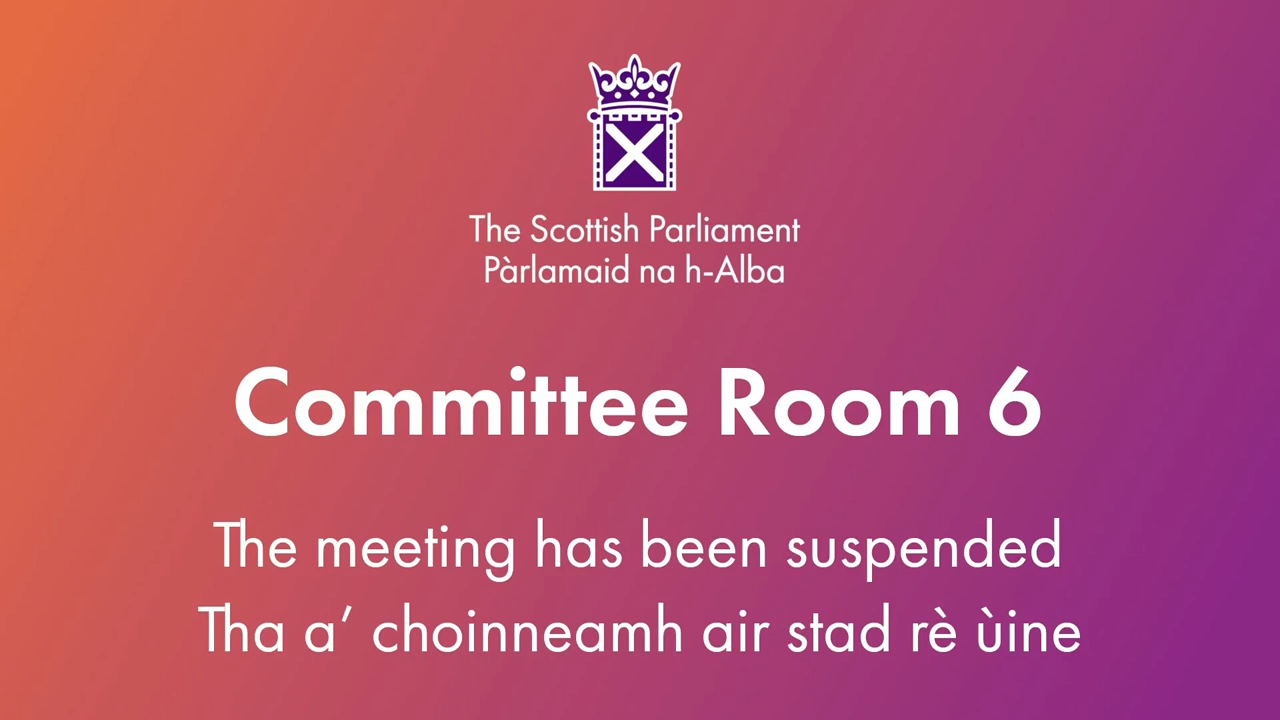 The Scottish Parliament
Pàrlamaid na h-Alba
Committee Room 6
The meeting has been suspended
Tha a’ choinneamh air stad rè ùine